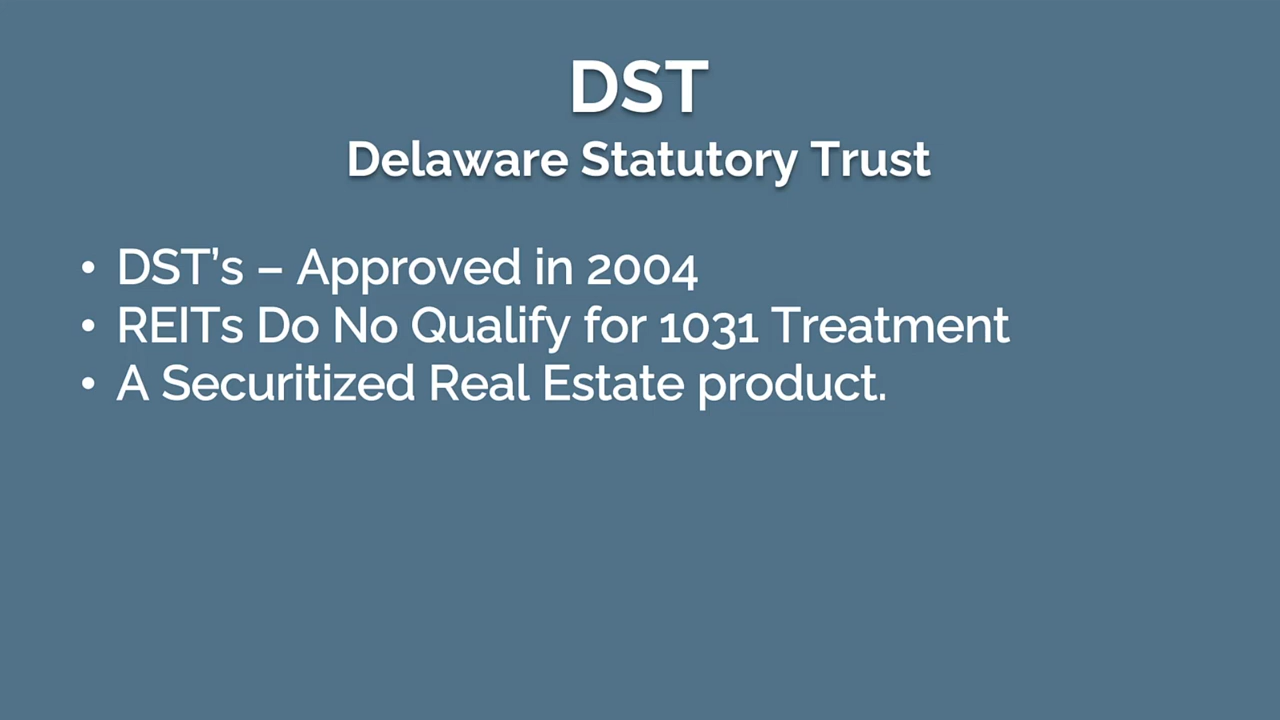 DST
Delaware Statutory Trust
• DST’s – Approved in 2004
• REITs Do No Qualify for 1031 Treatment
• A Securitized Real Estate product.